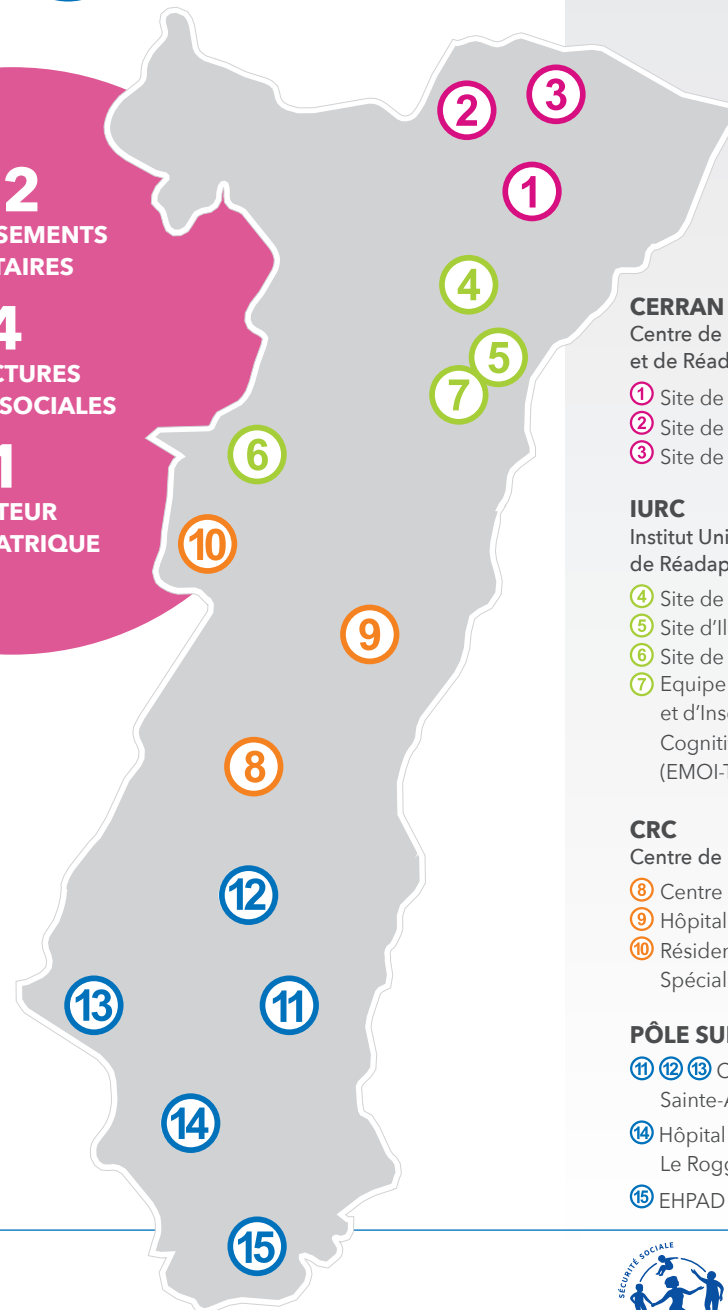 2
SEMENTS
TAIRES
4
CTURES
SOCIALES
1
TEUR
ATRIQUE
2
3
1
4
5
7
6
10
9
8
12
13
11
14
15
CERRAN
Centre de
et de Réad
1 Site de
2 Site de
3 Site de
IURC
Institut Uni
de Réadap
4 Site de
5 Site d'Il
6 Site de
7 Equipe
et d'Inse
Cogniti
(EMOI-T
CRC
Centre de
8 Centre
9 Hôpital
10 Résiden
Spécial
PÔLE SU
11 12 13 C
Sainte-A
14 Hôpital
Le Rogg
15 EHPAD
SÉCURITÉ SOCIALE